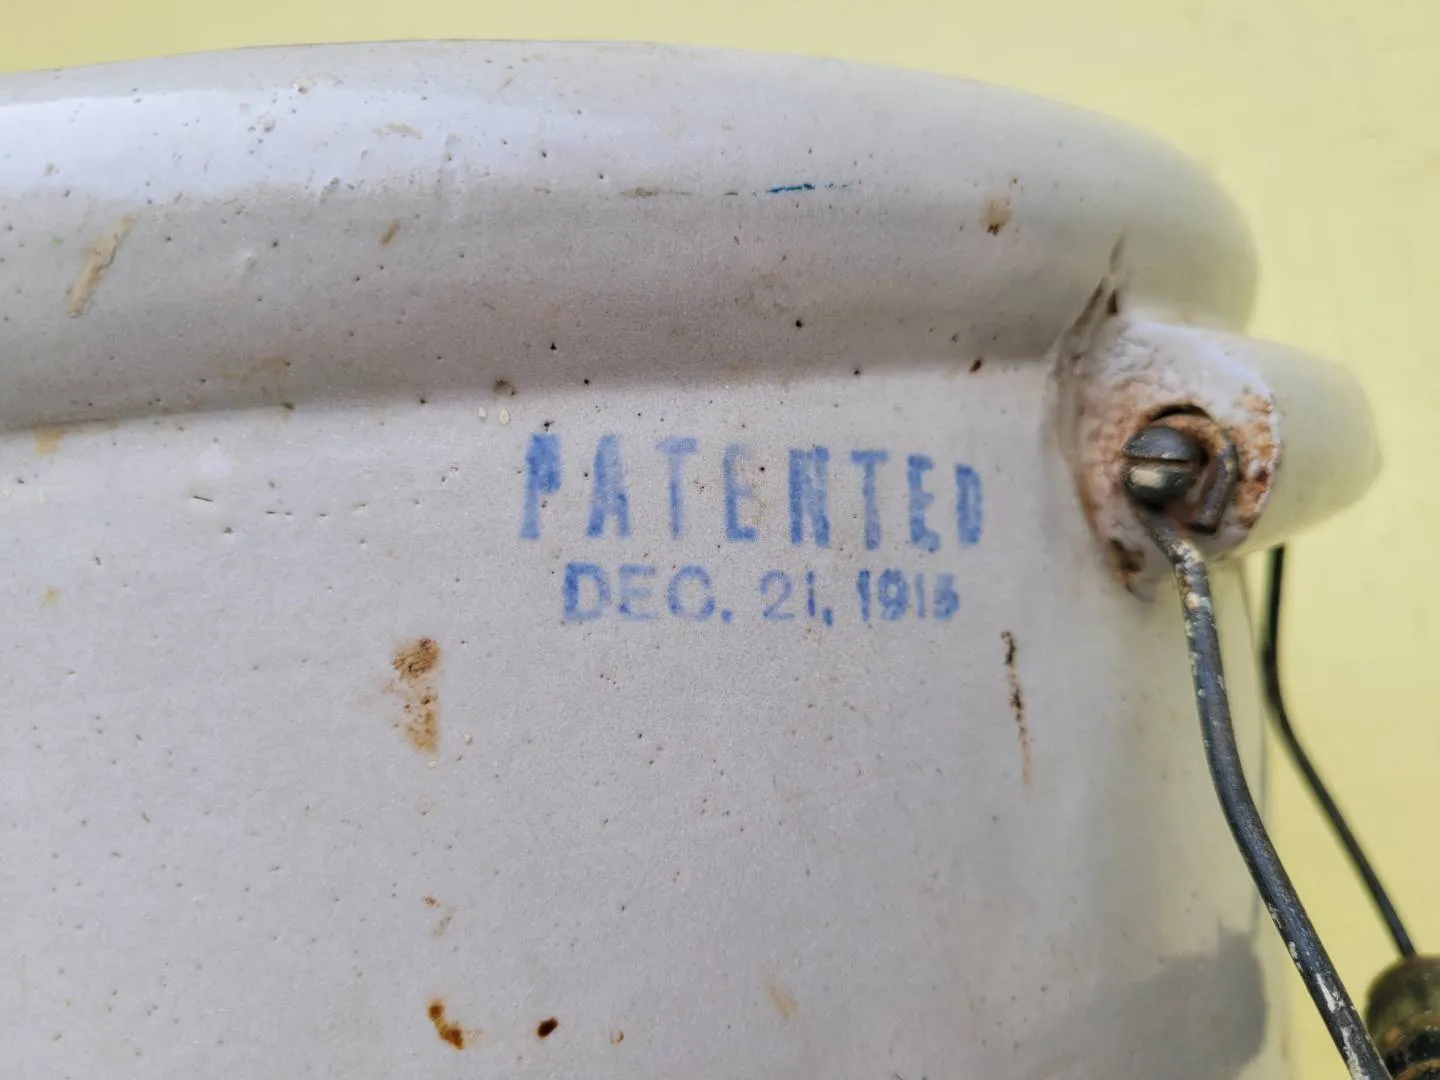 PATENTED
DEC. 21, 1915